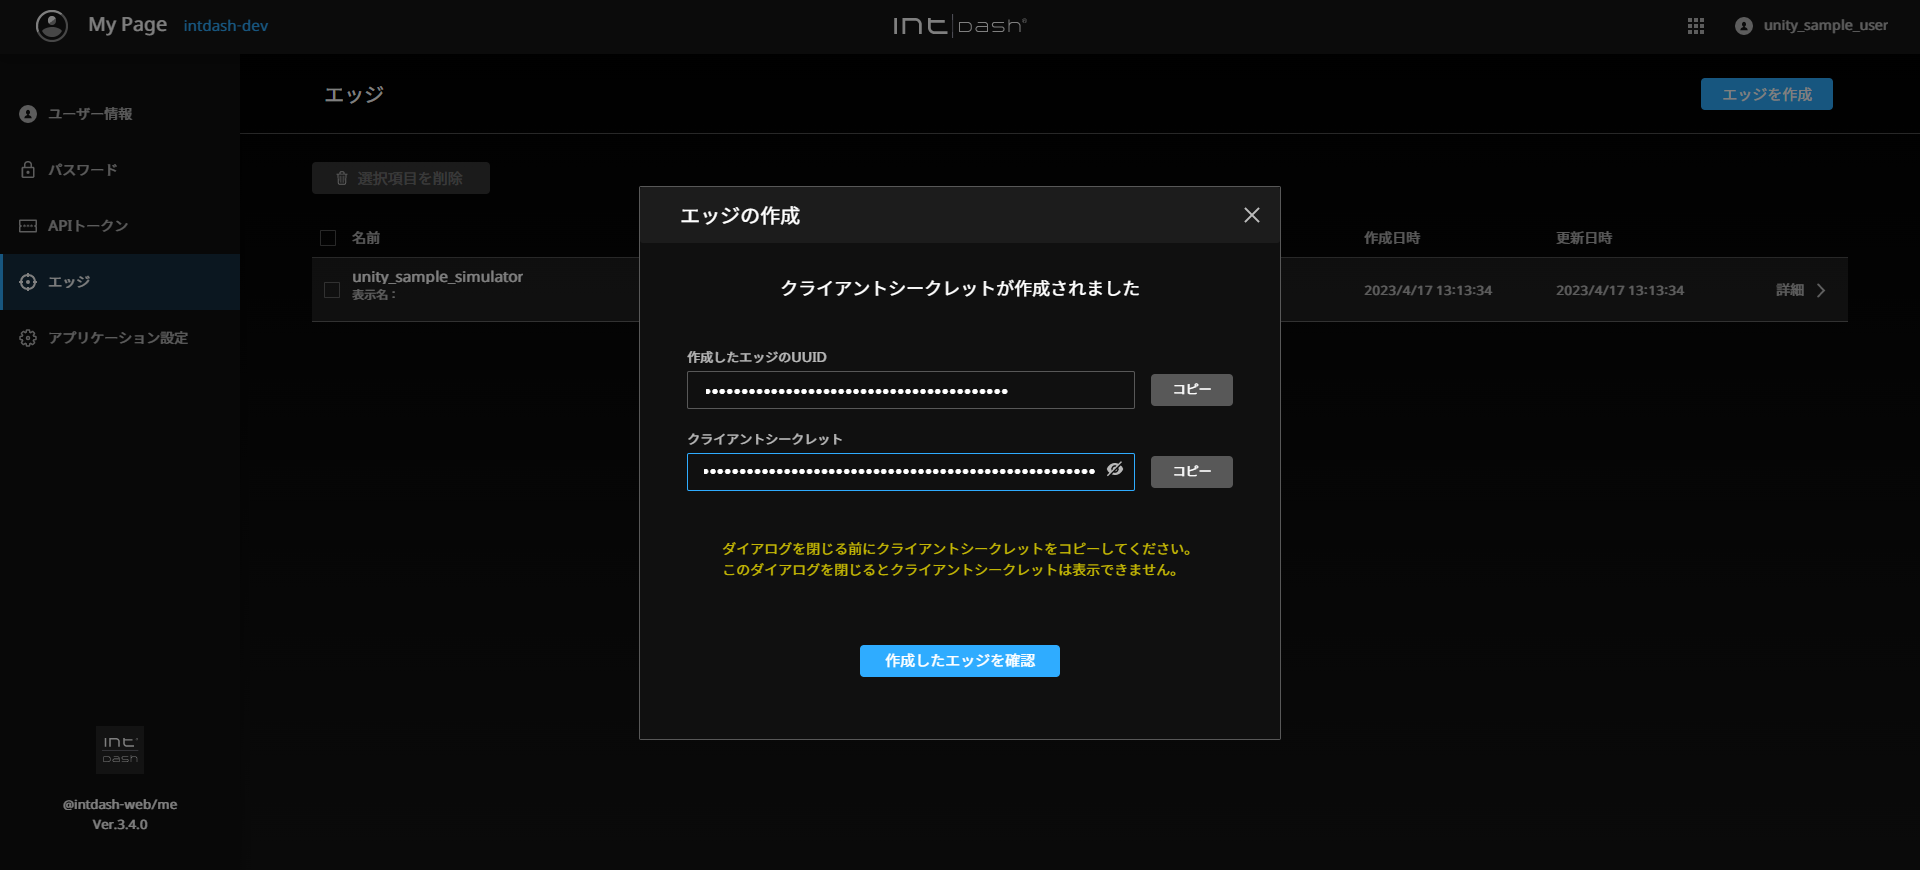 My Page intdash-dev
INT DASH
unity_sample_user
ユーザー情報
パスワード
APIトークン
エッジ
アプリケーション設定
INT DASH
@intdash-web/me
Ver.3.4.0
エッジ
エッジを作成
選択項目を削除
名前
作成日時
更新日時
unity_sample_simulator
表示名：
2023/4/17 13:13:34
2023/4/17 13:13:34
詳細
エッジの作成
クライアントシークレットが作成されました
作成したエッジのUUID
コピー
クライアントシークレット
コピー
ダイアログを閉じる前にクライアントシークレットをコピーしてください。
このダイアログを閉じるとクライアントシークレットは表示できません。
作成したエッジを確認